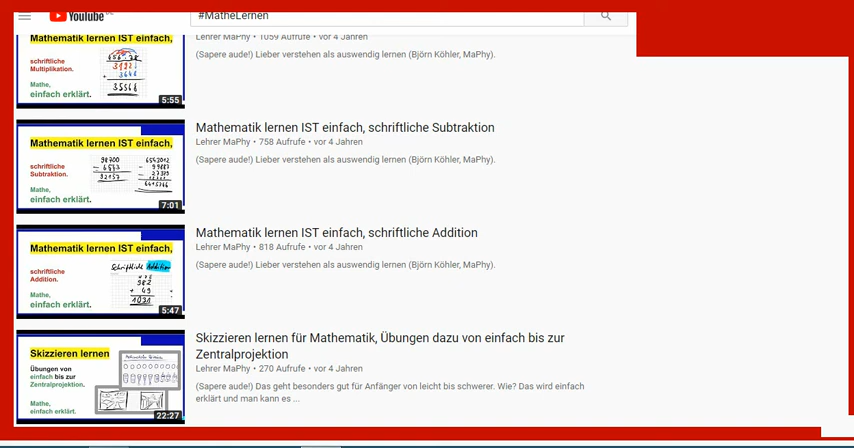 YouTube
#MatheLernen
Mathematik lernen IST einfach,
schriftliche
Multiplikation.
Mathe,
einfach erklärt.
35568
5:55
Lehrer MaPhy • 1059 Aufrufe • vor 4 Jahren
(Sapere aude!) Lieber verstehen als auswendig lernen (Björn Köhler, MaPhy).
Mathematik lernen IST einfach,
schriftliche
Subtraktion.
Mathe,
einfach erklärt.
98700
7:01
Mathematik lernen IST einfach, schriftliche Subtraktion
Lehrer MaPhy • 758 Aufrufe • vor 4 Jahren
(Sapere aude!) Lieber verstehen als auswendig lernen (Björn Köhler, MaPhy).
Mathematik lernen IST einfach,
schriftliche
Addition.
Mathe,
einfach erklärt.
Schriftliche Addition
982
+ 49
1031
5:47
Mathematik lernen IST einfach, schriftliche Addition
Lehrer MaPhy • 818 Aufrufe • vor 4 Jahren
(Sapere aude!) Lieber verstehen als auswendig lernen (Björn Köhler, MaPhy).
Skizzieren lernen
Übungen von
einfach bis zur
Zentralprojektion.
Mathe,
einfach erklärt.
22:27
Skizzieren lernen für Mathematik, Übungen dazu von einfach bis zur
Zentralprojektion
Lehrer MaPhy • 270 Aufrufe • vor 4 Jahren
(Sapere aude!) Das geht besonders gut für Anfänger von leicht bis schwerer. Wie? Das wird einfach
erklärt und man kann es ...